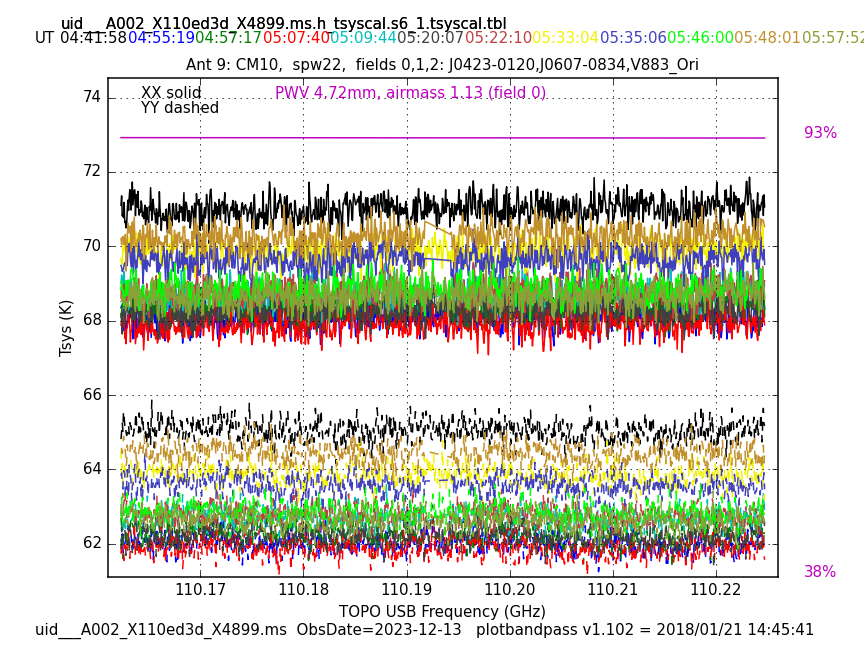 uid___A002_X110ed3d_X4899.ms.h_tsyscal.s6_1.tsyscal.tbl
UT 04:41:58 04:55:19 04:57:17 05:07:40 05:09:44 05:20:07 05:22:10 05:33:04 05:35:06 05:46:00 05:48:01 05:57:52
Ant 9: CM10,  spw22,  fields 0,1,2: J0423-0120,J0607-0834,V883_Ori
XX solid PWV 4.72mm, airmass 1.13 (field 0)
YY dashed
74
93%
72
70
68
Tsys (K)
66
64
62
38%
110.17 110.18 110.19 110.20 110.21 110.22
TOPO USB Frequency (GHz)
uid___A002_X110ed3d_X4899.ms  ObsDate=2023-12-13   plotbandpass v1.102 = 2018/01/21 14:45:41